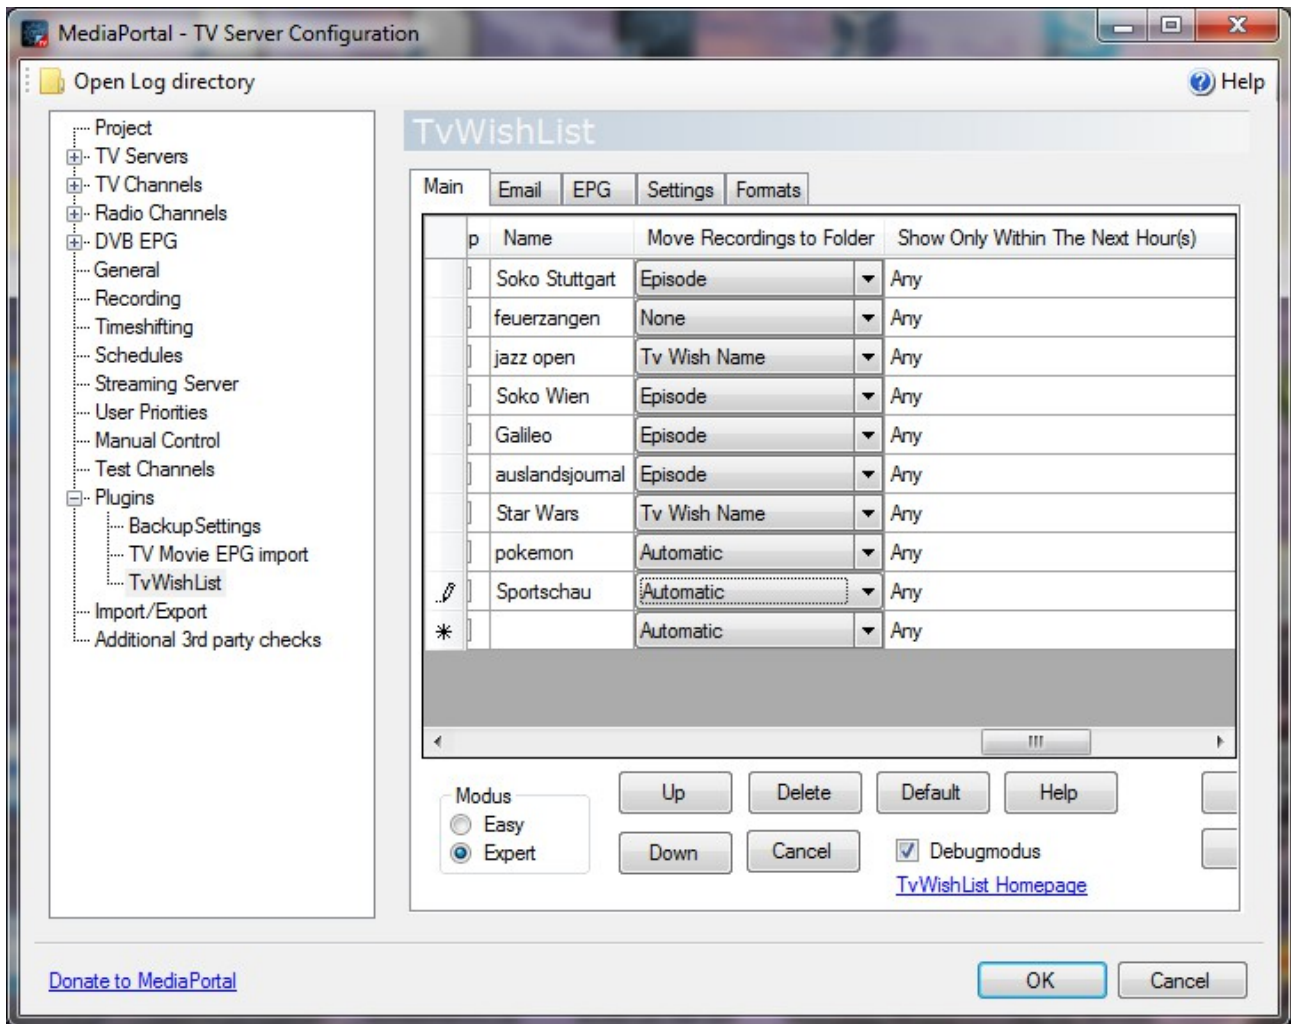 MediaPortal - TV Server Configuration
Open Log directory
Help
Project
TV Servers
TV Channels
Radio Channels
DVB EPG
General
Recording
Timeshifting
Schedules
Streaming Server
User Priorities
Manual Control
Test Channels
Plugins
BackupSettings
TV Movie EPG import
TvWishList
Import/Export
Additional 3rd party checks
TvWishList
Main Email EPG Settings Formats
p Name Move Recordings to Folder Show Only Within The Next Hour(s)
Soko Stuttgart Episode Any
feuerzangen None Any
jazz open Tv Wish Name Any
Soko Wien Episode Any
Galileo Episode Any
auslandsjournal Episode Any
Star Wars Tv Wish Name Any
pokemon Automatic Any
Sportschau Automatic Any
Automatic Any
Modus
Easy
Expert
Up Delete Default Help
Down Cancel Debugmodus
TvWishList Homepage
Donate to MediaPortal
OK Cancel